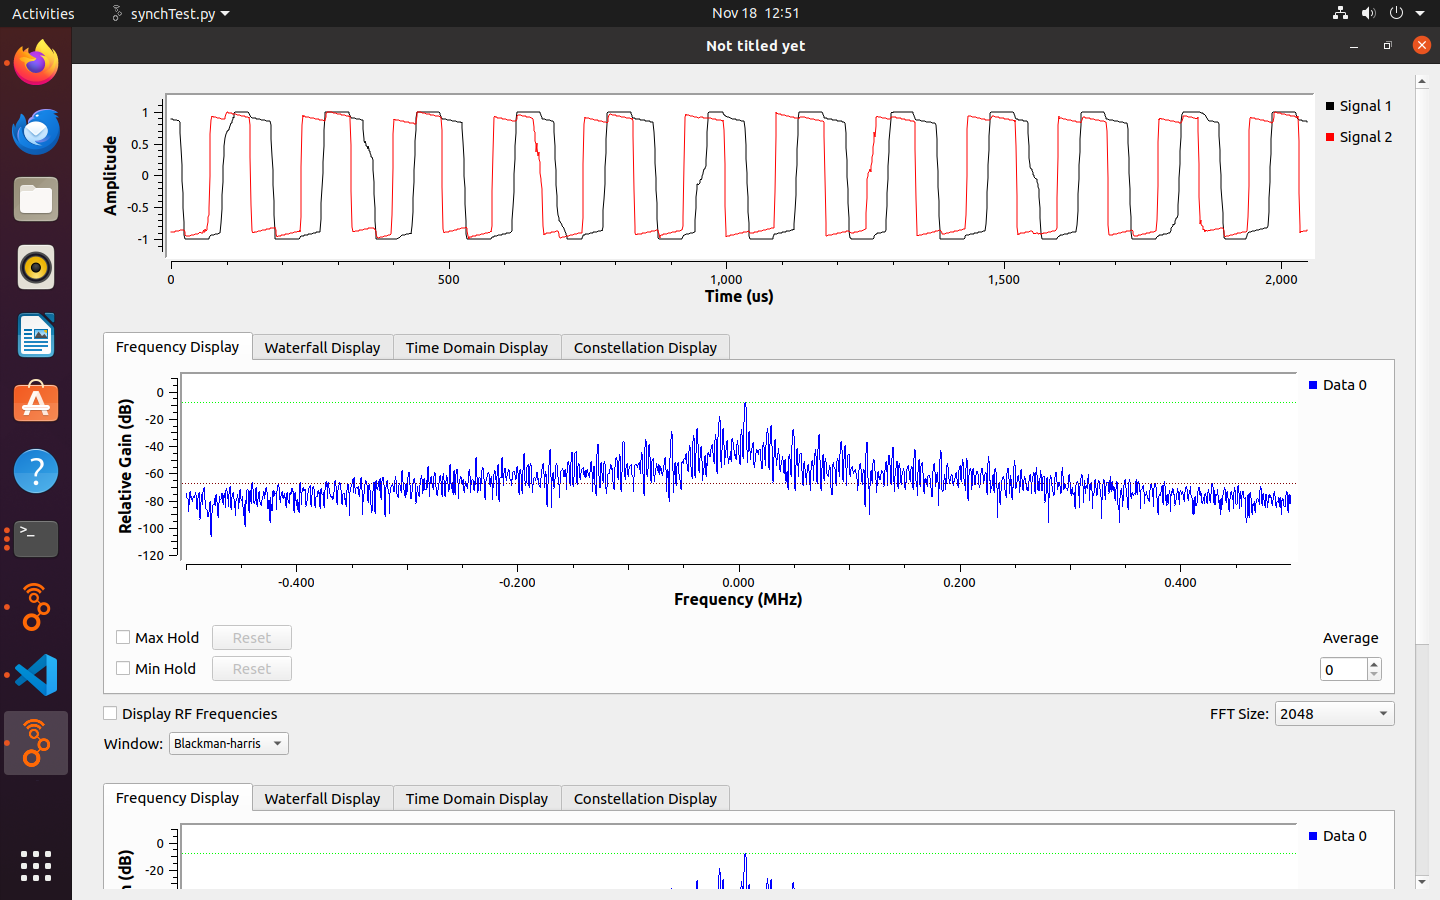 Activities
synchTest.py
Nov 18 12:51
Not titled yet
Amplitude
1
0.5
0
-0.5
-1
0
500
1,000
1,500
2,000
Time (us)
Signal 1
Signal 2
Frequency Display
Waterfall Display
Time Domain Display
Constellation Display
Relative Gain (dB)
0
-20
-40
-60
-80
-100
-120
-0.400
-0.200
0.000
0.200
0.400
Frequency (MHz)
Data 0
Max Hold
Reset
Min Hold
Reset
Average
0
Display RF Frequencies
FFT Size:
2048
Window:
Blackman-harris
Frequency Display
Waterfall Display
Time Domain Display
Constellation Display
(dB)
0
-20
Data 0